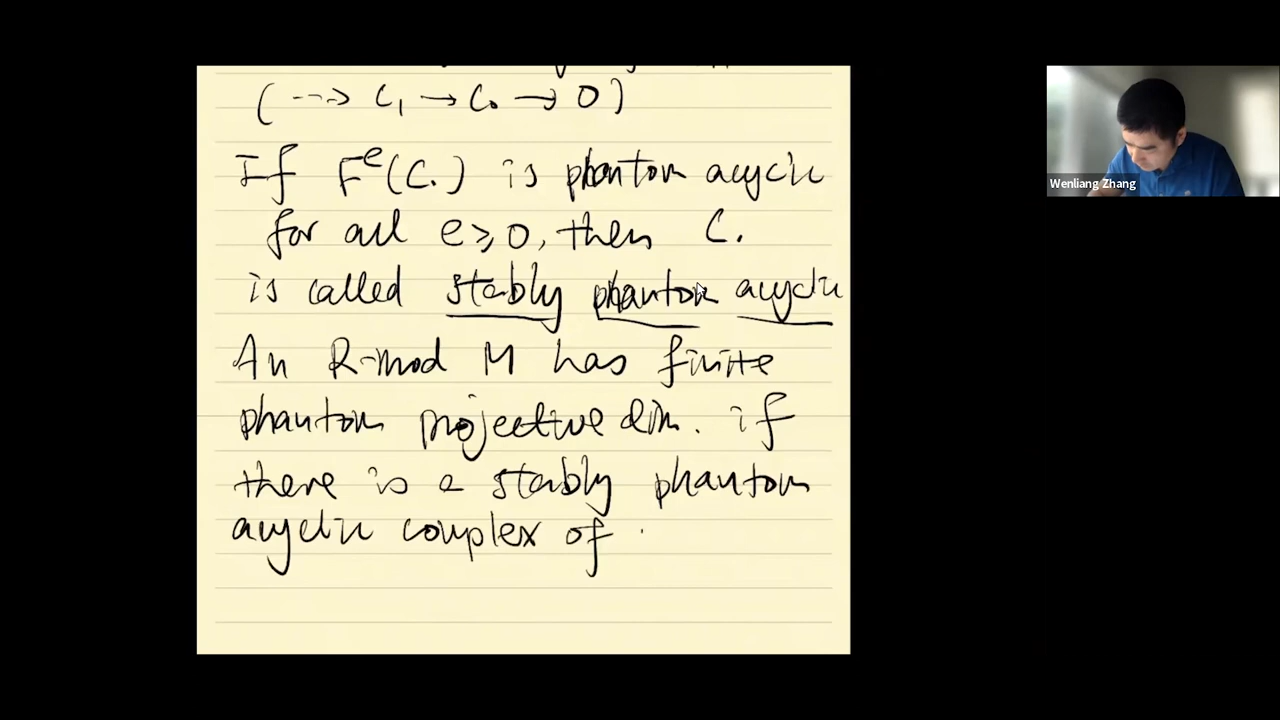 ( --> C₁ → C₀ → 0 )
If Fᵉ(C.) is phantom acyclic
for all e ≥ 0, then C.
is called stably phantom acyclic
An R-mod M has finite
phantom projective dim. if
there is a stably phantom
acyclic complex of
Wenliang Zhang